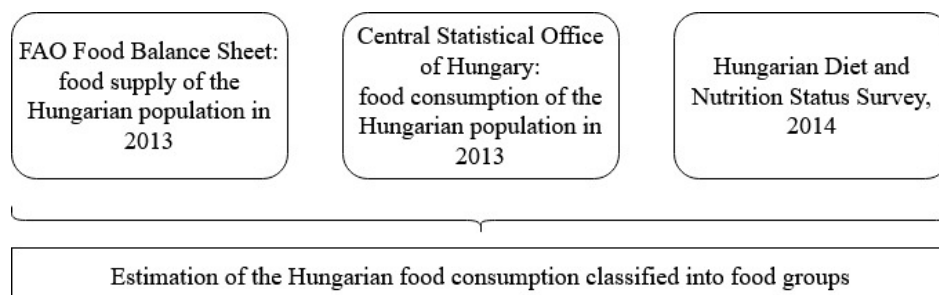 FAO Food Balance Sheet:
food supply of the
Hungarian population in
2013
Central Statistical Office
of Hungary:
food consumption of the
Hungarian population in
2013
Hungarian Diet and
Nutrition Status Survey,
2014
Estimation of the Hungarian food consumption classified into food groups